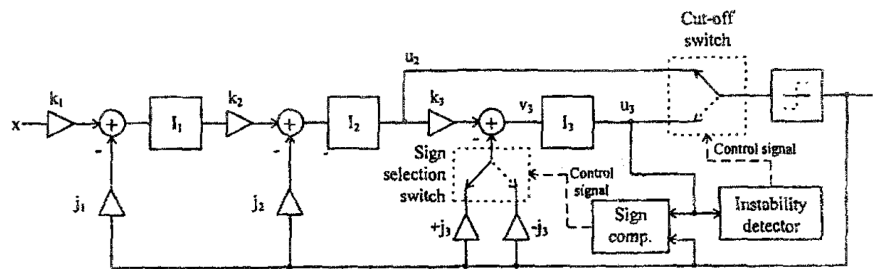 Cut-off
switch
u₂
k₁
k₂
k₃
v₃
u₃
x
+
I₁
+
I₂
+
I₃
-
-
-
Sign
selection
switch
Control
signal
Control signal
j₁
j₂
+j₃
-j₃
Sign
comp.
Instability
detector